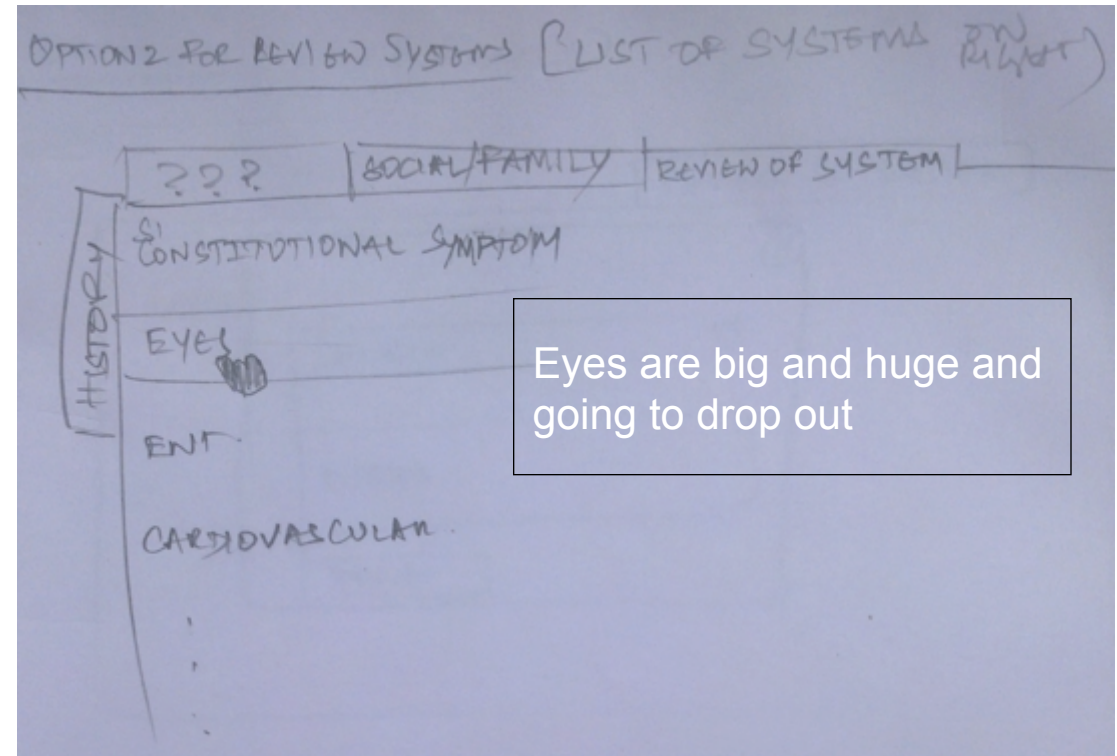 OPTION 2 FOR REVIEW SYSTEMS (LIST OF SYSTEMS ON RIGHT)
??? SOCIAL/FAMILY REVIEW OF SYSTEM
HISTORY
CONSTITUTIONAL SYMPTOM
EYES
Eyes are big and huge and
going to drop out
ENT.
CARDIOVASCULAR.